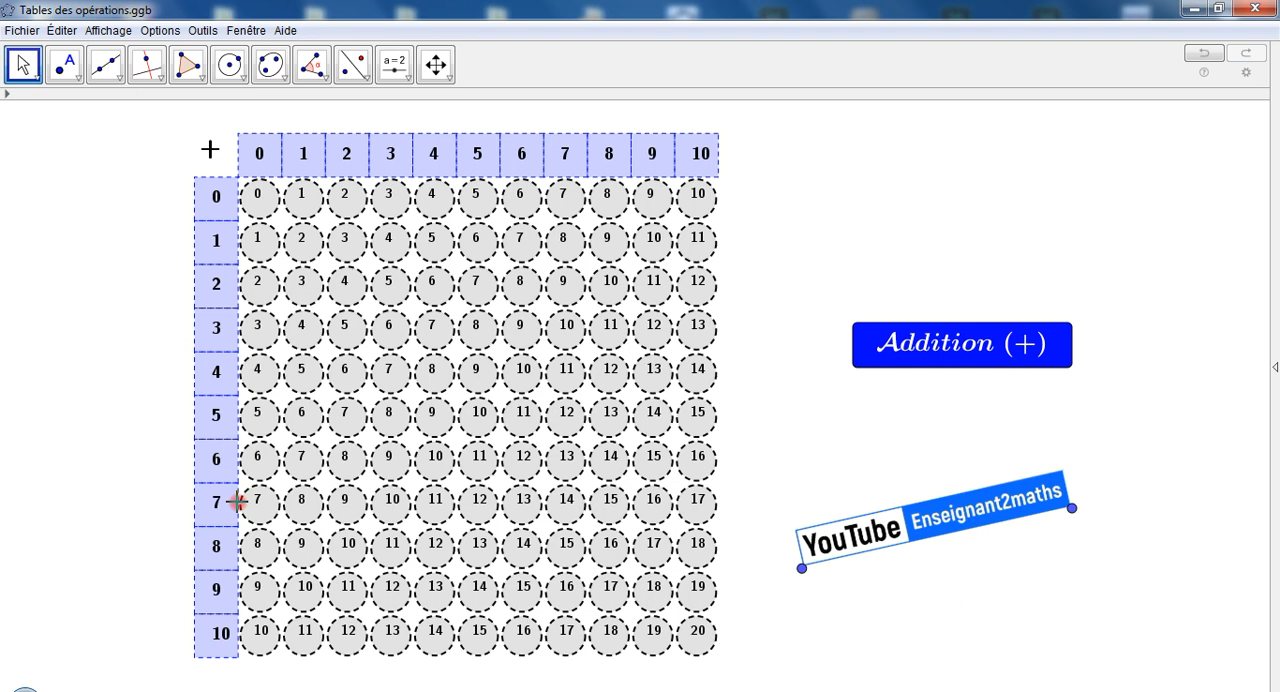 Tables des opérations.ggb
Fichier Éditer Affichage Options Outils Fenêtre Aide
A α a=2
+ 0 1 2 3 4 5 6 7 8 9 10
0 0 1 2 3 4 5 6 7 8 9 10
1 1 2 3 4 5 6 7 8 9 10 11
2 2 3 4 5 6 7 8 9 10 11 12
3 3 4 5 6 7 8 9 10 11 12 13
Addition (+)
4 4 5 6 7 8 9 10 11 12 13 14
5 5 6 7 8 9 10 11 12 13 14 15
6 6 7 8 9 10 11 12 13 14 15 16
7 7 8 9 10 11 12 13 14 15 16 17
YouTube Enseignant2maths
8 8 9 10 11 12 13 14 15 16 17 18
9 9 10 11 12 13 14 15 16 17 18 19
10 10 11 12 13 14 15 16 17 18 19 20